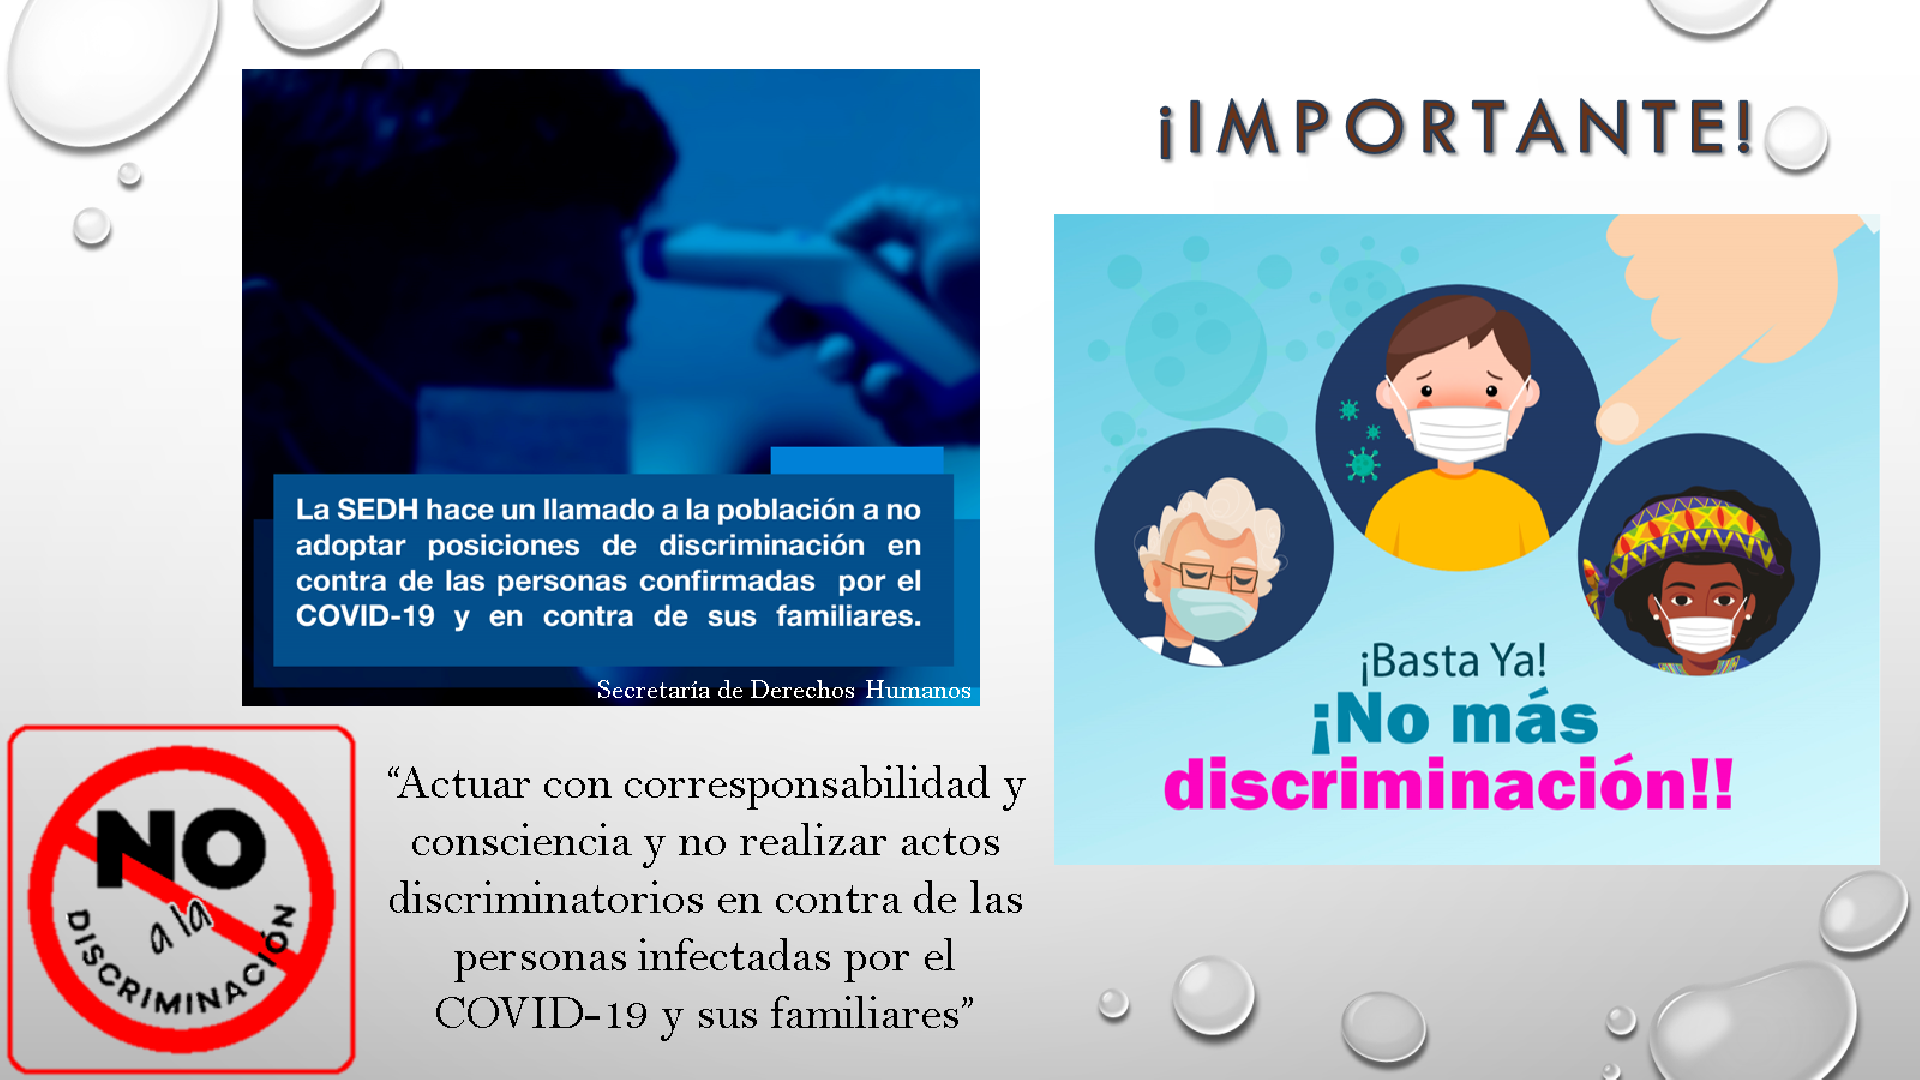 ¡IMPORTANTE!
La SEDH hace un llamado a la población a no
adoptar posiciones de discriminación en
contra de las personas confirmadas por el
COVID-19 y en contra de sus familiares.
Secretaría de Derechos Humanos
¡Basta Ya!
¡No más
discriminación!!
NO
a la
DISCRIMINACIÓN
“Actuar con corresponsabilidad y
consciencia y no realizar actos
discriminatorios en contra de las
personas infectadas por el
COVID-19 y sus familiares”